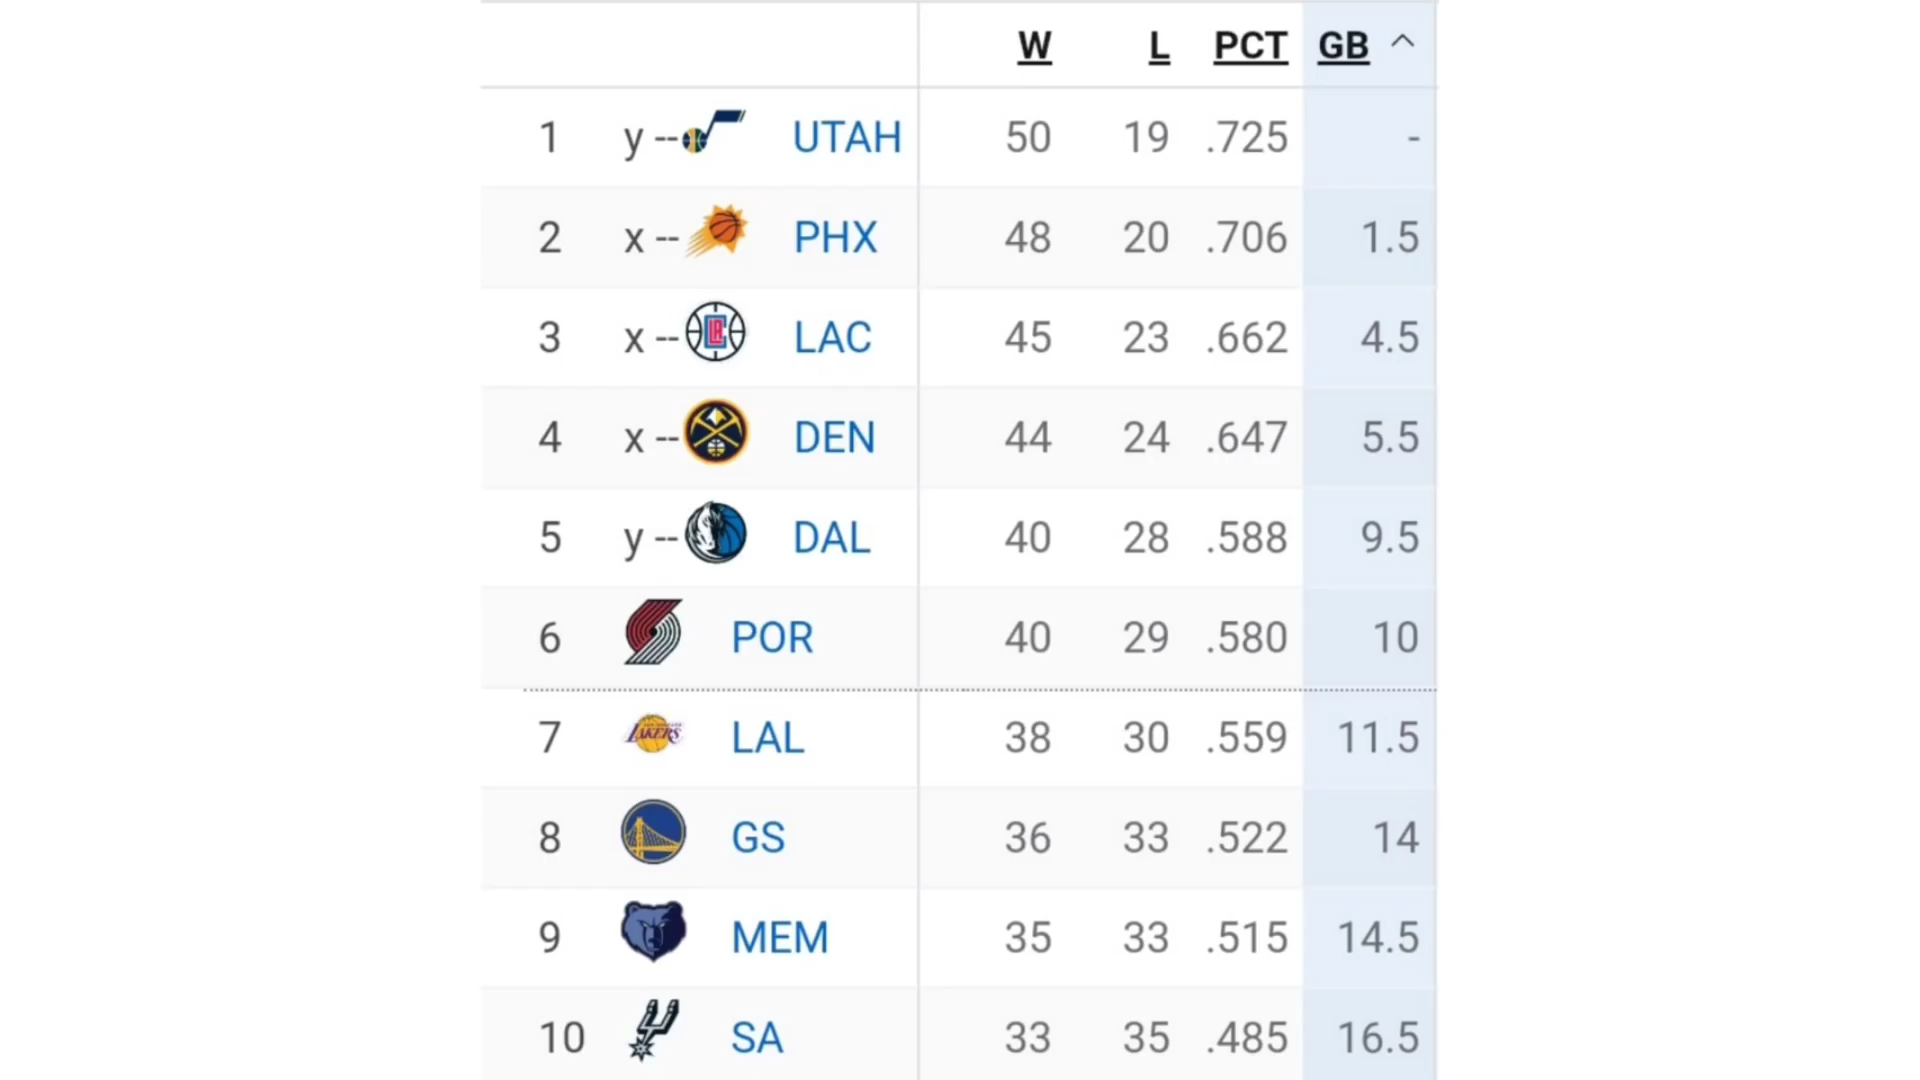 W L PCT GB
1 y -- UTAH 50 19 .725 -
2 x -- PHX 48 20 .706 1.5
3 x -- LAC 45 23 .662 4.5
4 x -- DEN 44 24 .647 5.5
5 y -- DAL 40 28 .588 9.5
6 POR 40 29 .580 10
7 LAKERS LAL 38 30 .559 11.5
8 GS 36 33 .522 14
9 MEM 35 33 .515 14.5
10 SA 33 35 .485 16.5